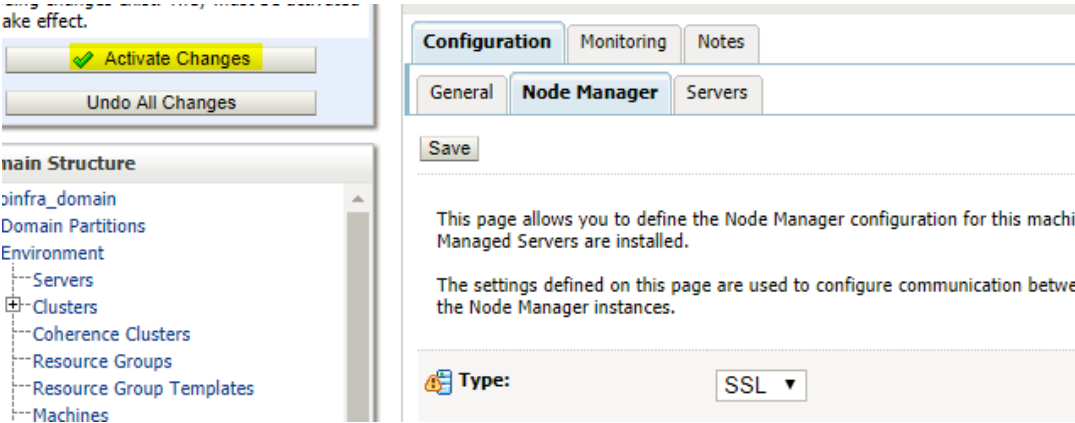 ake effect.
Activate Changes
Undo All Changes
main Structure
oinfra_domain
Domain Partitions
Environment
Servers
Clusters
Coherence Clusters
Resource Groups
Resource Group Templates
Machines
Configuration Monitoring Notes
General Node Manager Servers
Save
This page allows you to define the Node Manager configuration for this machi
Managed Servers are installed.
The settings defined on this page are used to configure communication betwe
the Node Manager instances.
Type: SSL